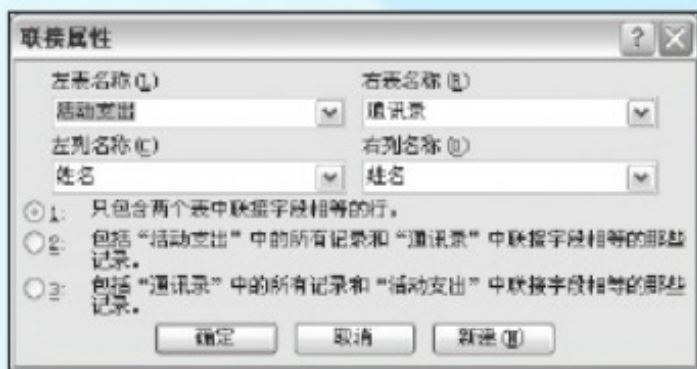 联接属性
左表名称(L) 右表名称(R)
活动支出 通讯录
左列名称(C) 右列名称(O)
姓名 姓名
1: 只包含两个表中联接字段相等的行。
2: 包括“活动支出”中的所有记录和“通讯录”中联接字段相等的那些
记录。
3: 包括“通讯录”中的所有记录和“活动支出”中联接字段相等的那些
记录。
确定 取消 新建(N)